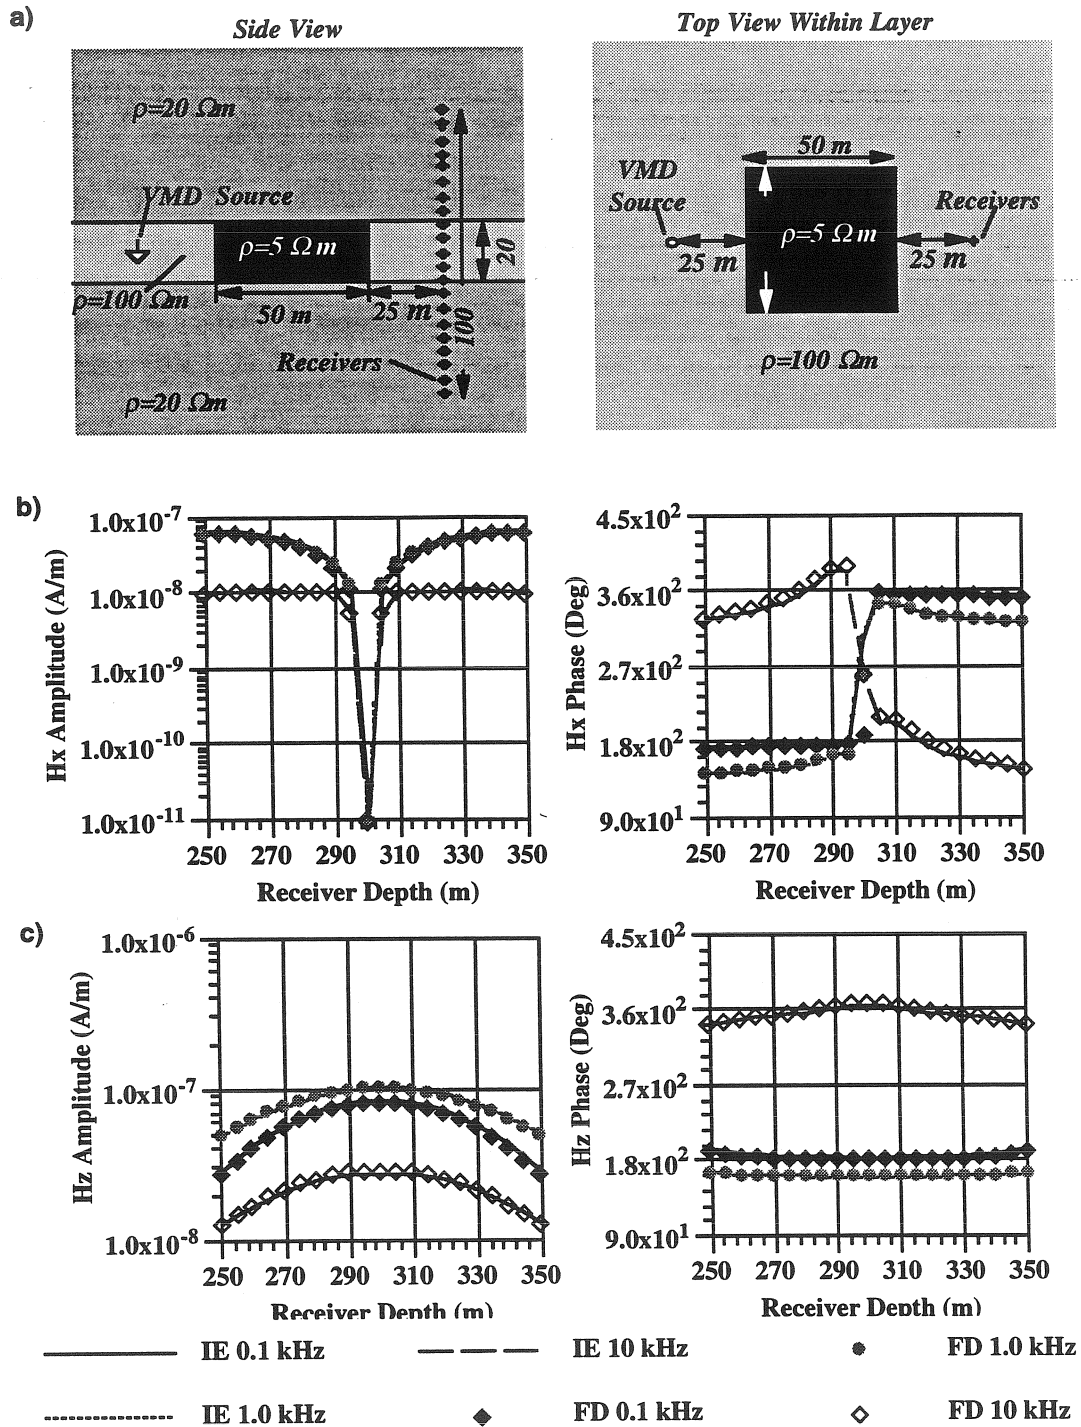 a)
Side View
Top View Within Layer
ρ=20 Ωm
VMD Source
ρ=5 Ω m
20
ρ=100 Ωm
50 m
25 m
100
Receivers
ρ=20 Ωm
50 m
VMD
Source
Receivers
ρ=5 Ω m
25 m
25 m
ρ=100 Ωm
b)
Hx Amplitude (A/m)
1.0x10⁻⁷
1.0x10⁻⁸
1.0x10⁻⁹
1.0x10⁻¹⁰
1.0x10⁻¹¹
250 270 290 310 330 350
Receiver Depth (m)
Hx Phase (Deg)
4.5x10²
3.6x10²
2.7x10²
1.8x10²
9.0x10¹
250 270 290 310 330 350
Receiver Depth (m)
c)
Hz Amplitude (A/m)
1.0x10⁻⁶
1.0x10⁻⁷
1.0x10⁻⁸
250 270 290 310 330 350
Receiver Depth (m)
Hz Phase (Deg)
4.5x10²
3.6x10²
2.7x10²
1.8x10²
9.0x10¹
250 270 290 310 330 350
Receiver Depth (m)
IE 0.1 kHz
IE 10 kHz
FD 1.0 kHz
IE 1.0 kHz
FD 0.1 kHz
FD 10 kHz